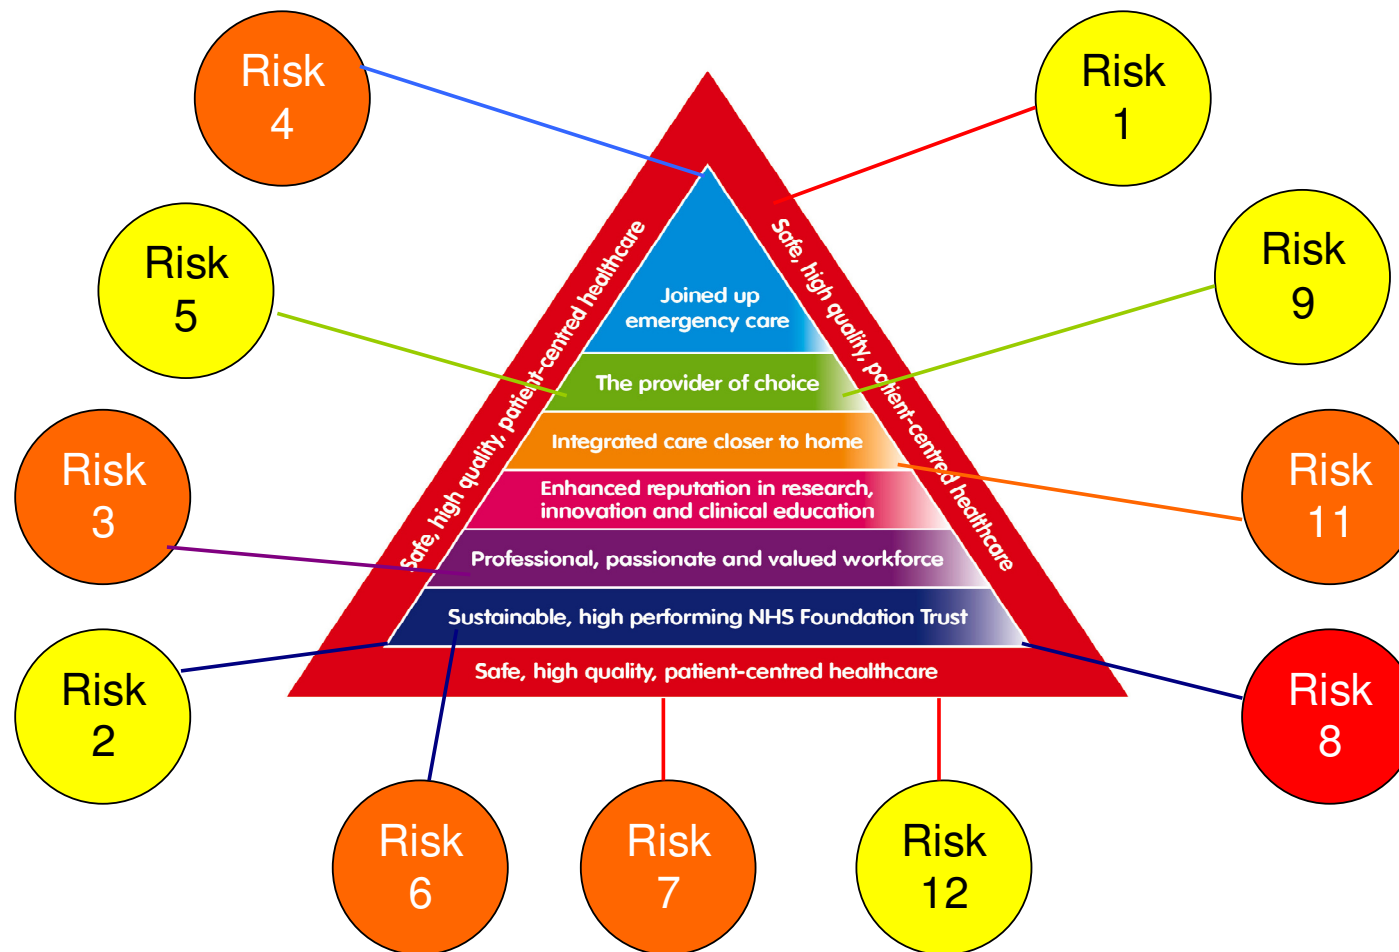 Risk
4
Risk
1
Risk
5
Risk
9
Safe, high quality, patient-centred healthcare
Safe, high quality, patient-centred healthcare
Joined up
emergency care
The provider of choice
Integrated care closer to home
Enhanced reputation in research,
innovation and clinical education
Professional, passionate and valued workforce
Sustainable, high performing NHS Foundation Trust
Safe, high quality, patient-centred healthcare
Risk
3
Risk
11
Risk
2
Risk
8
Risk
6
Risk
7
Risk
12